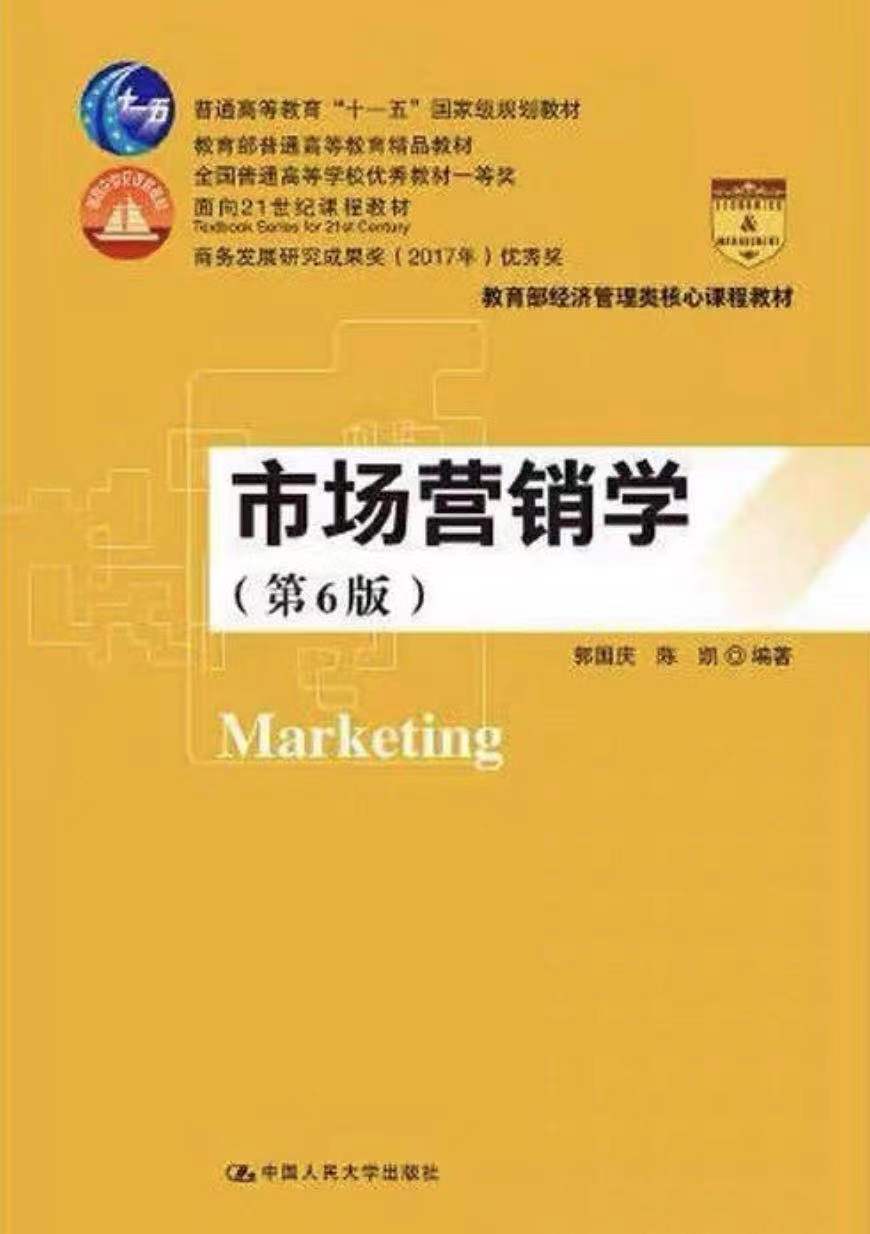 十一五
普通高等教育“十一五”国家级规划教材
教育部普通高等教育精品教材
全国普通高等学校优秀教材一等奖
面向21世纪课程教材
Textbook Series for 21st Century
商务发展研究成果奖（2017年）优秀奖
ECONOMICS
&
MANAGEMENT
教育部经济管理类核心课程教材
市场营销学
（第6版）
郭国庆 陈 凯◎编著
Marketing
中国人民大学出版社